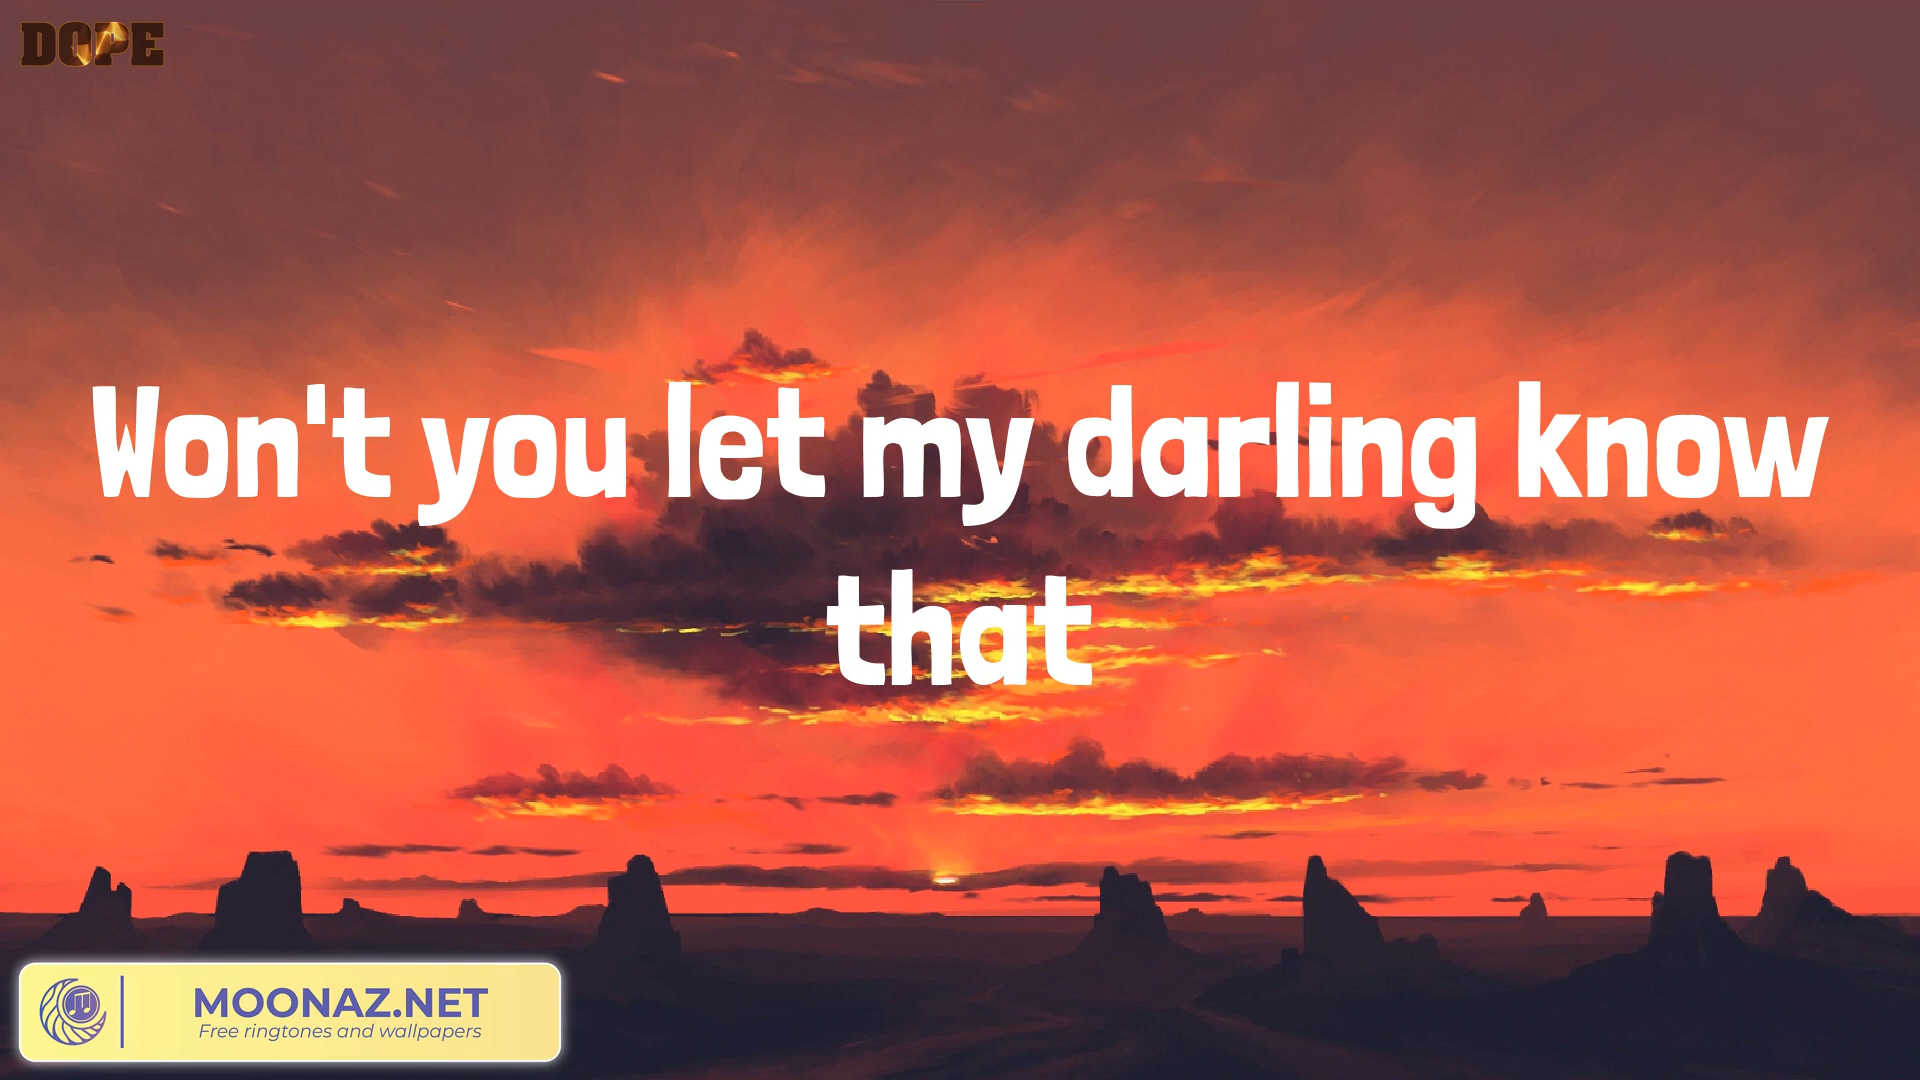 DOPE
Won't you let my darling know
that
MOONAZ.NET
Free ringtones and wallpapers